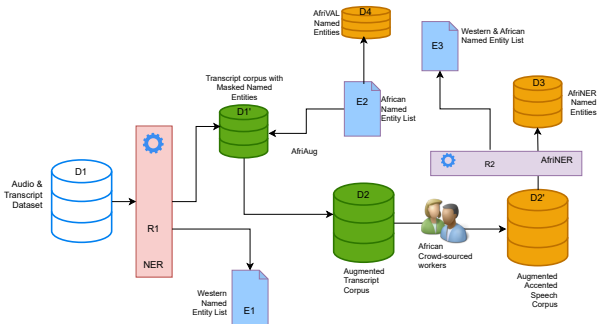 AfriVAL
Named
Entities
D4
E3
Western & African
Named Entity List
Transcript corpus with
Masked Named
Entities
D1'
E2
African
Named
Entity List
D3
AfriNER
Named
Entities
AfriAug
R2
AfriNER
D1
Audio &
Transcript
Dataset
R1
NER
D2
Augmented
Transcript
Corpus
African
Crowd-sourced
workers
D2'
Augmented
Accented
Speech
Corpus
Western
Named
Entity List
E1